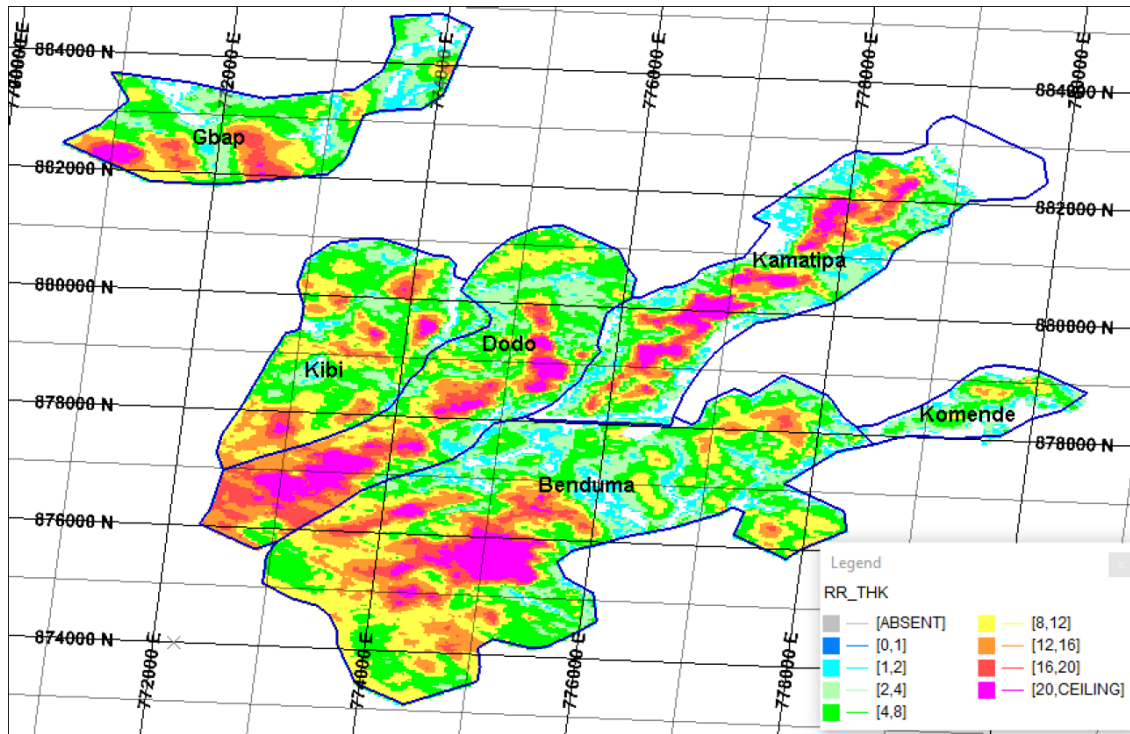 884000 N
772000 E
776000 E
778000 E
884000 N
Gbap
882000 N
882000 N
Kamatipa
880000 N
880000 N
Dodo
Kibi
878000 N
Komende
878000 N
Benduma
876000 N
874000 N
772000 E
774000 E
776000 E
778000 E
Legend
RR_THK
[ABSENT]
[0,1]
[1,2]
[2,4]
[4,8]
[8,12]
[12,16]
[16,20]
[20,CEILING]